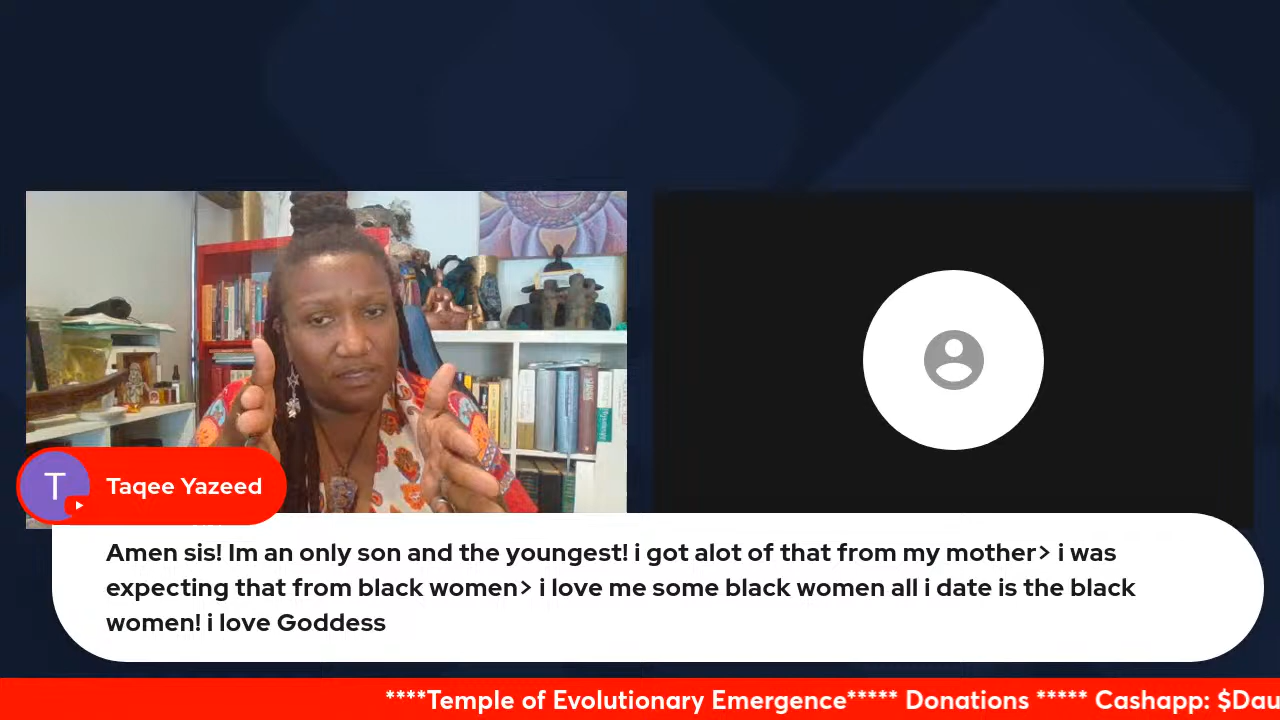 T
Taqee Yazeed
Amen sis! Im an only son and the youngest! i got alot of that from my mother> i was
expecting that from black women> i love me some black women all i date is the black
women! i love Goddess
****Temple of Evolutionary Emergence***** Donations ***** Cashapp: $Dau